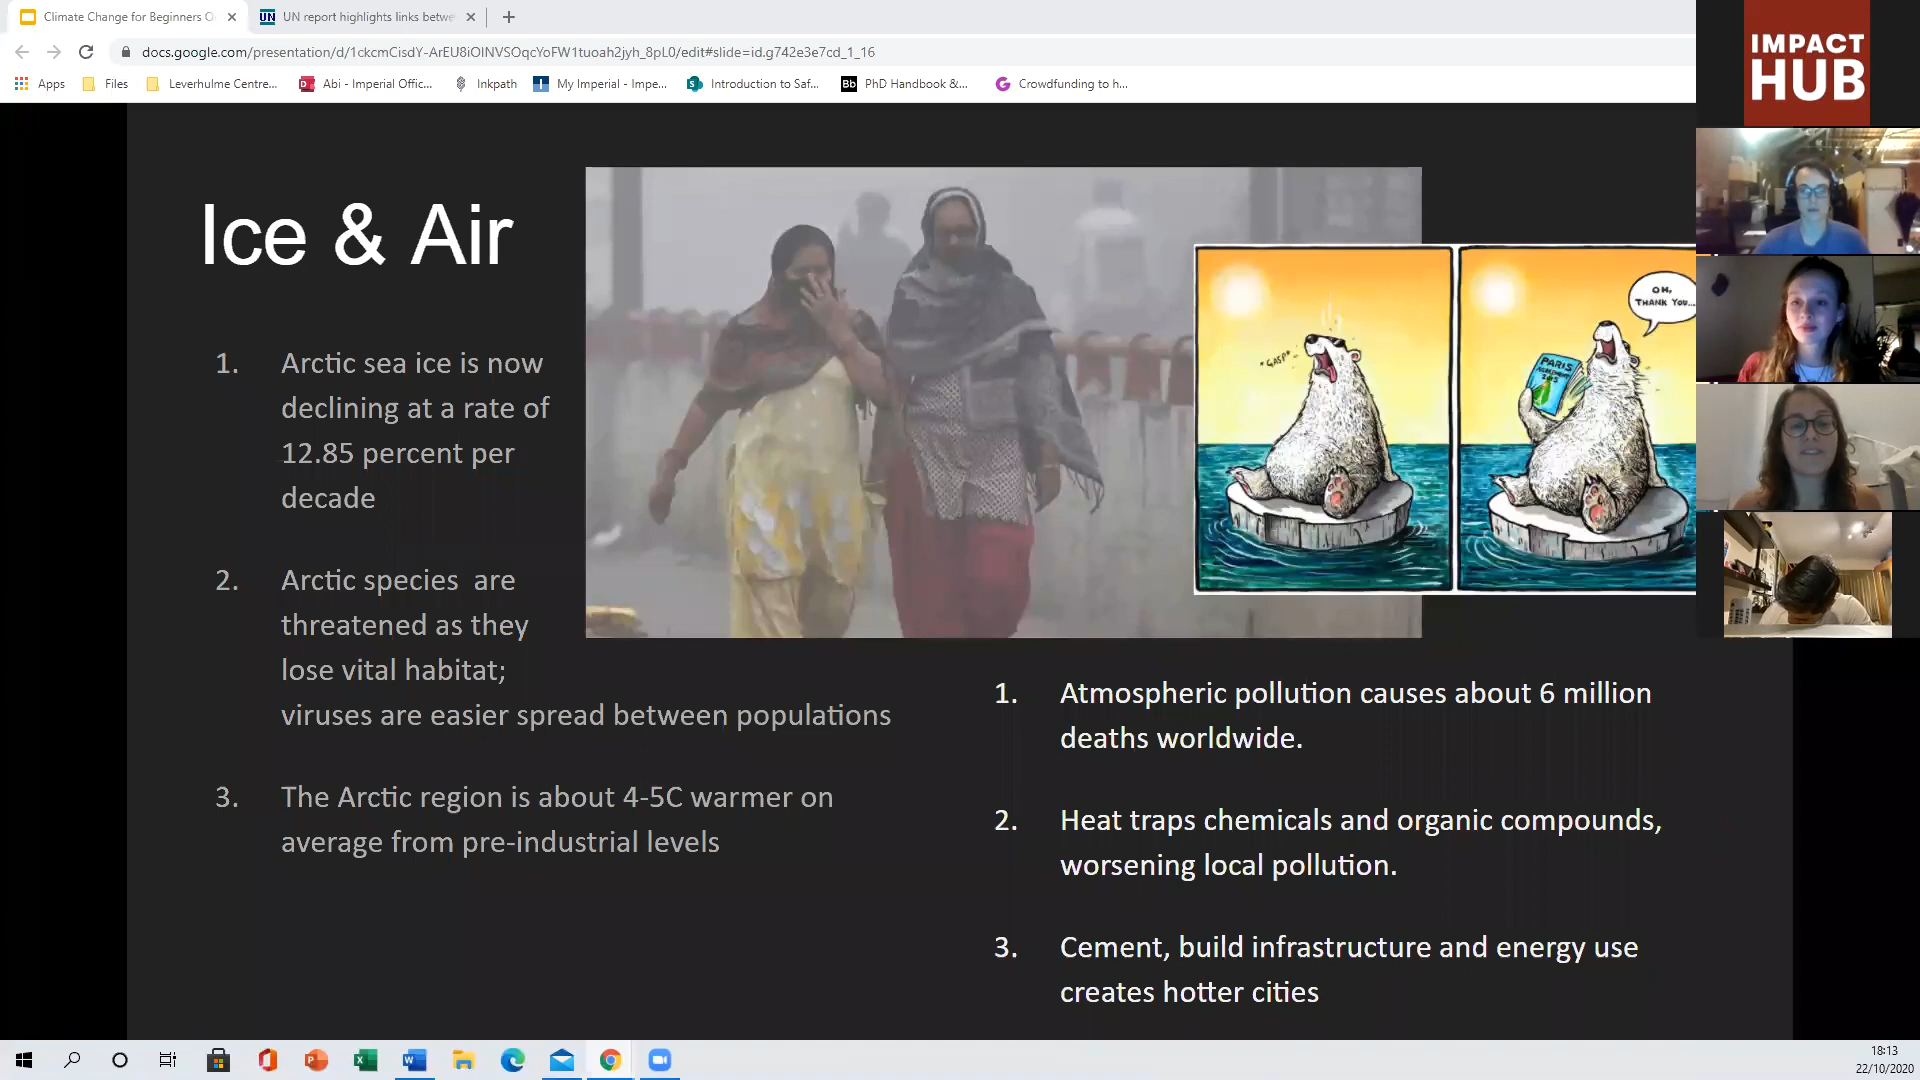 Climate Change for Beginners O
UN report highlights links betwe
docs.google.com/presentation/d/1ckcmCisdY-ArEU8iOlNVSOqcYoFW1tuoah2jyh_8pL0/edit#slide=id.g742e3e7cd_1_16
Apps
Files
Leverhulme Centre...
Abi - Imperial Offic...
Inkpath
My Imperial - Impe...
Introduction to Saf...
Bb
PhD Handbook &...
Crowdfunding to h...
IMPACT
HUB
Ice & Air
1. Arctic sea ice is now
declining at a rate of
12.85 percent per
decade
2. Arctic species are
threatened as they
lose vital habitat;
viruses are easier spread between populations
3. The Arctic region is about 4-5C warmer on
average from pre-industrial levels
*GASP*
PARIS
AGREEMENT
2015
OH,
THANK YOU...
1. Atmospheric pollution causes about 6 million
deaths worldwide.
2. Heat traps chemicals and organic compounds,
worsening local pollution.
3. Cement, build infrastructure and energy use
creates hotter cities
18:13
22/10/2020